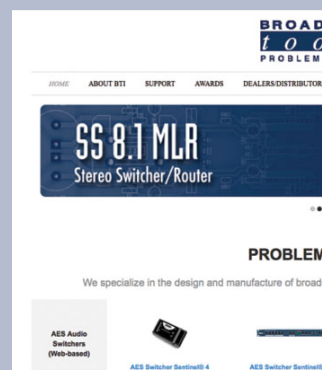 BROAD
too
PROBLEM
HOME ABOUT BTI SUPPORT AWARDS DEALERS/DISTRIBUTOR
SS 8.1 MLR
Stereo Switcher/Router
PROBLEM
We specialize in the design and manufacture of broad
AES Audio
Switchers
(Web-based)
AES Switcher Sentinel® 4
AES Switcher Sentinel®